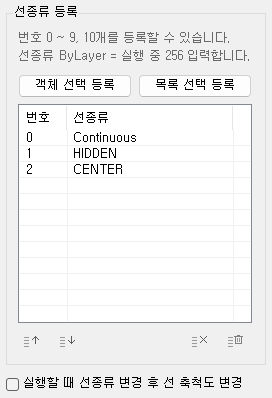 선종류 등록
번호 0 ~ 9, 10개를 등록할 수 있습니다.
선종류 ByLayer = 실행 중 256 입력합니다.
객체 선택 등록 목록 선택 등록
번호 선종류
0 Continuous
1 HIDDEN
2 CENTER
실행할 때 선종류 변경 후 선 축척도 변경